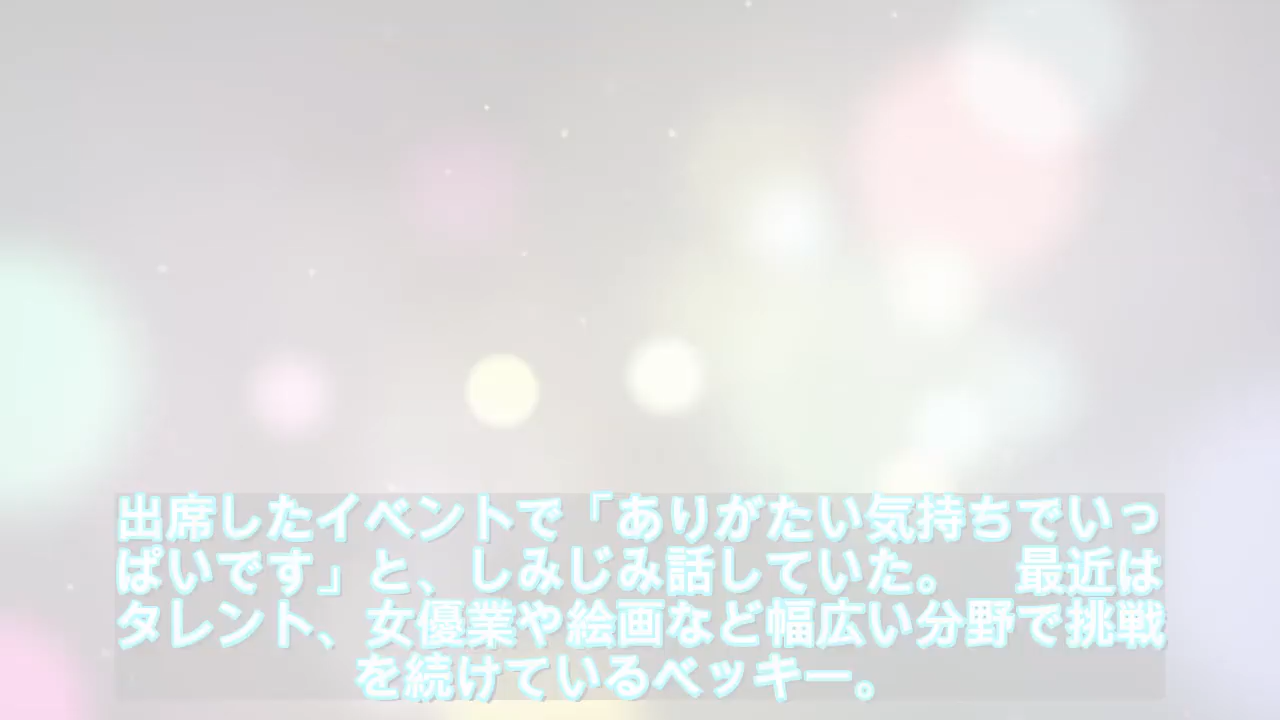 出席したイベントで「ありがたい気持ちでいっ
ぱいです」と、しみじみ話していた。　最近は
タレント、女優業や絵画など幅広い分野で挑戦
を続けているベッキー。